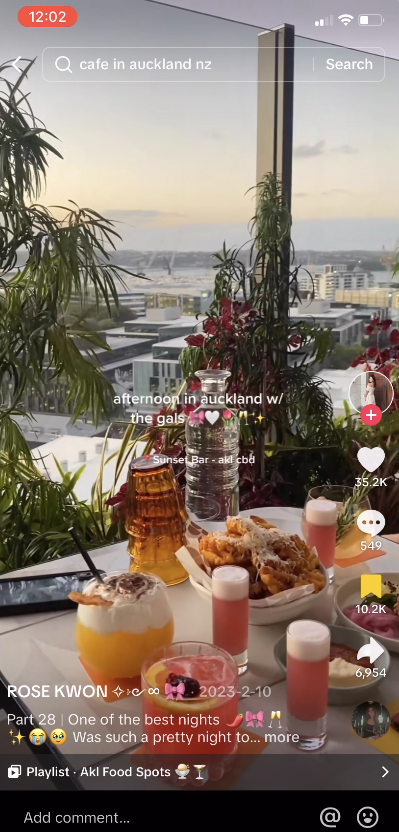 12:02
cafe in auckland nz
Search
afternoon in auckland w/
the gals 🎀🤍💕🥂✨
Sunset Bar - akl cbd
35.2K
549
10.2K
6,954
ROSE KWON ✧˒৫ ∞ 🎀 · 2023-2-10
Part 28 | One of the best nights 🌶️🎀🥂
✨😭🥹 Was such a pretty night to... more
Playlist · Akl Food Spots 🍨🍸
Add comment...
@